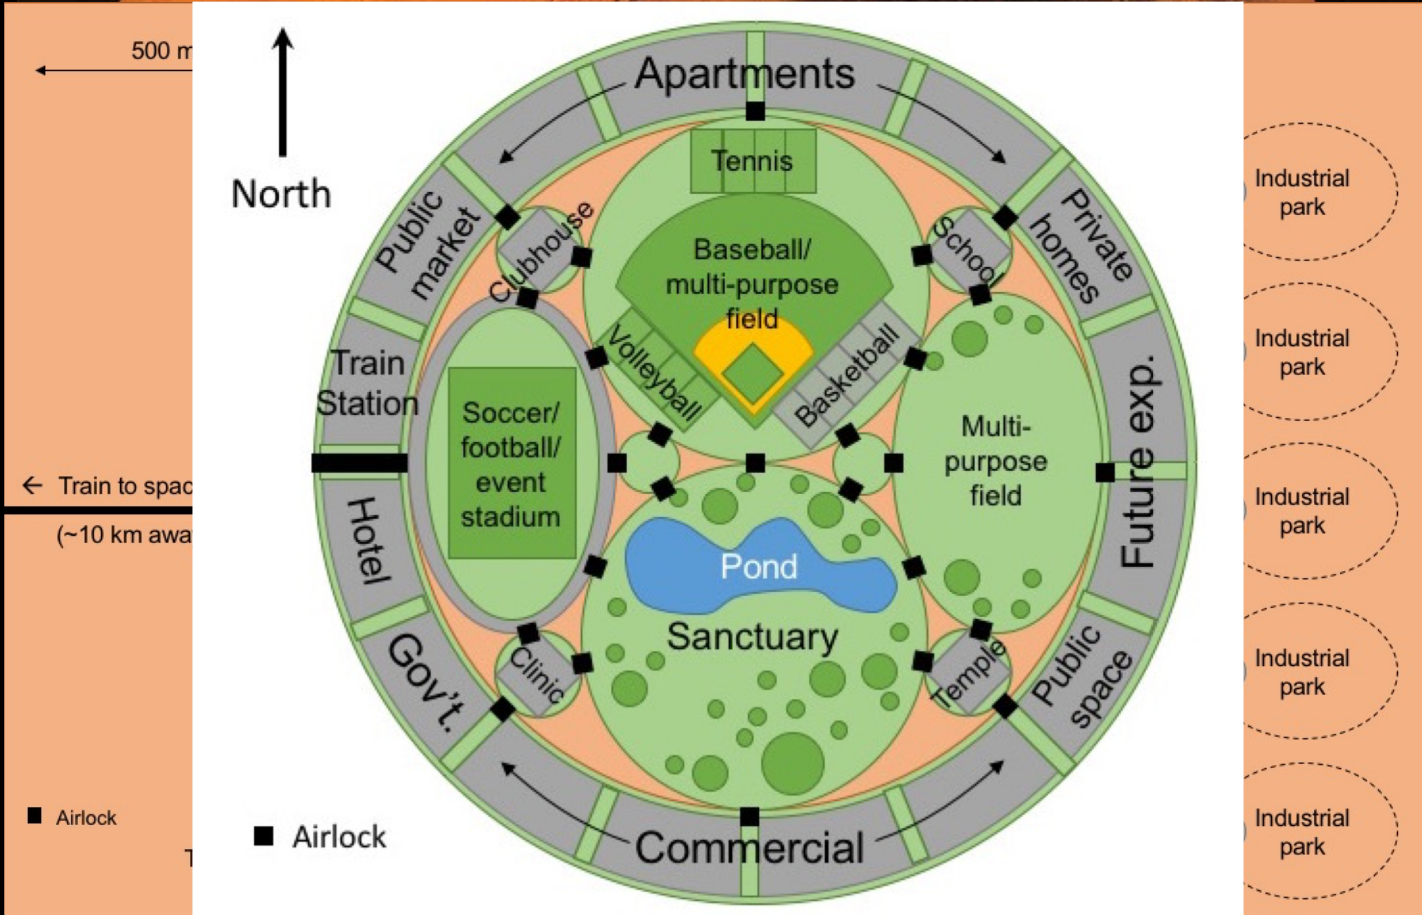 500 m
North
Apartments
Tennis
Public
market
Clubhouse
Baseball/
multi-purpose
field
School
Private
homes
Train
Station
Volleyball
Basketball
Soccer/
football/
event
stadium
Multi-
purpose
field
Future exp.
Train to spac
(~10 km awa
Hotel
Pond
Sanctuary
Gov't.
Clinic
Temple
Public
space
Commercial
Airlock
Airlock
T
Industrial
park
Industrial
park
Industrial
park
Industrial
park
Industrial
park